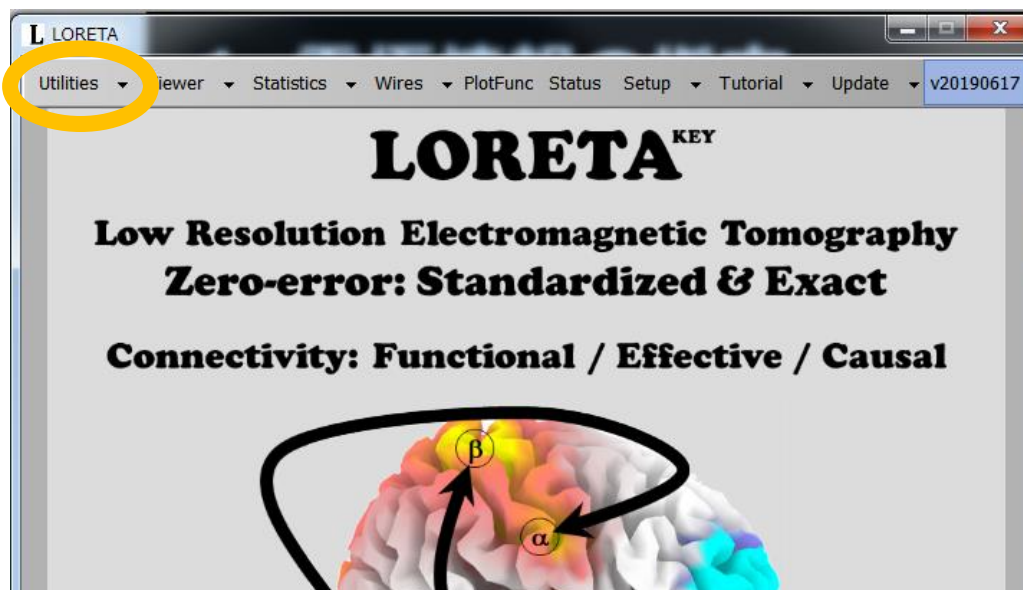 L LORETA
Utilities Viewer Statistics Wires PlotFunc Status Setup Tutorial Update v20190617
LORETA KEY
Low Resolution Electromagnetic Tomography
Zero-error: Standardized & Exact
Connectivity: Functional / Effective / Causal
β
α